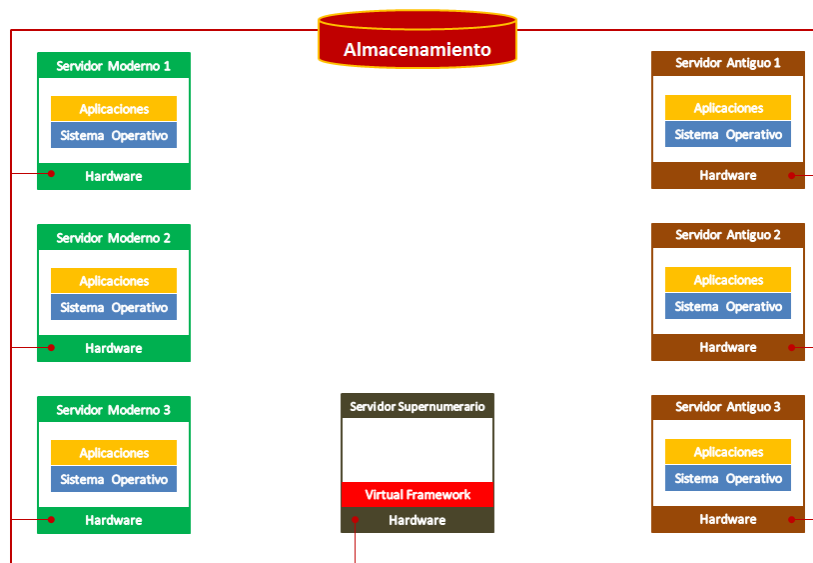 Almacenamiento
Servidor Moderno 1
Aplicaciones
Sistema Operativo
Hardware
Servidor Antiguo 1
Aplicaciones
Sistema Operativo
Hardware
Servidor Moderno 2
Aplicaciones
Sistema Operativo
Hardware
Servidor Antiguo 2
Aplicaciones
Sistema Operativo
Hardware
Servidor Moderno 3
Aplicaciones
Sistema Operativo
Hardware
Servidor Supernumerario
Virtual Framework
Hardware
Servidor Antiguo 3
Aplicaciones
Sistema Operativo
Hardware